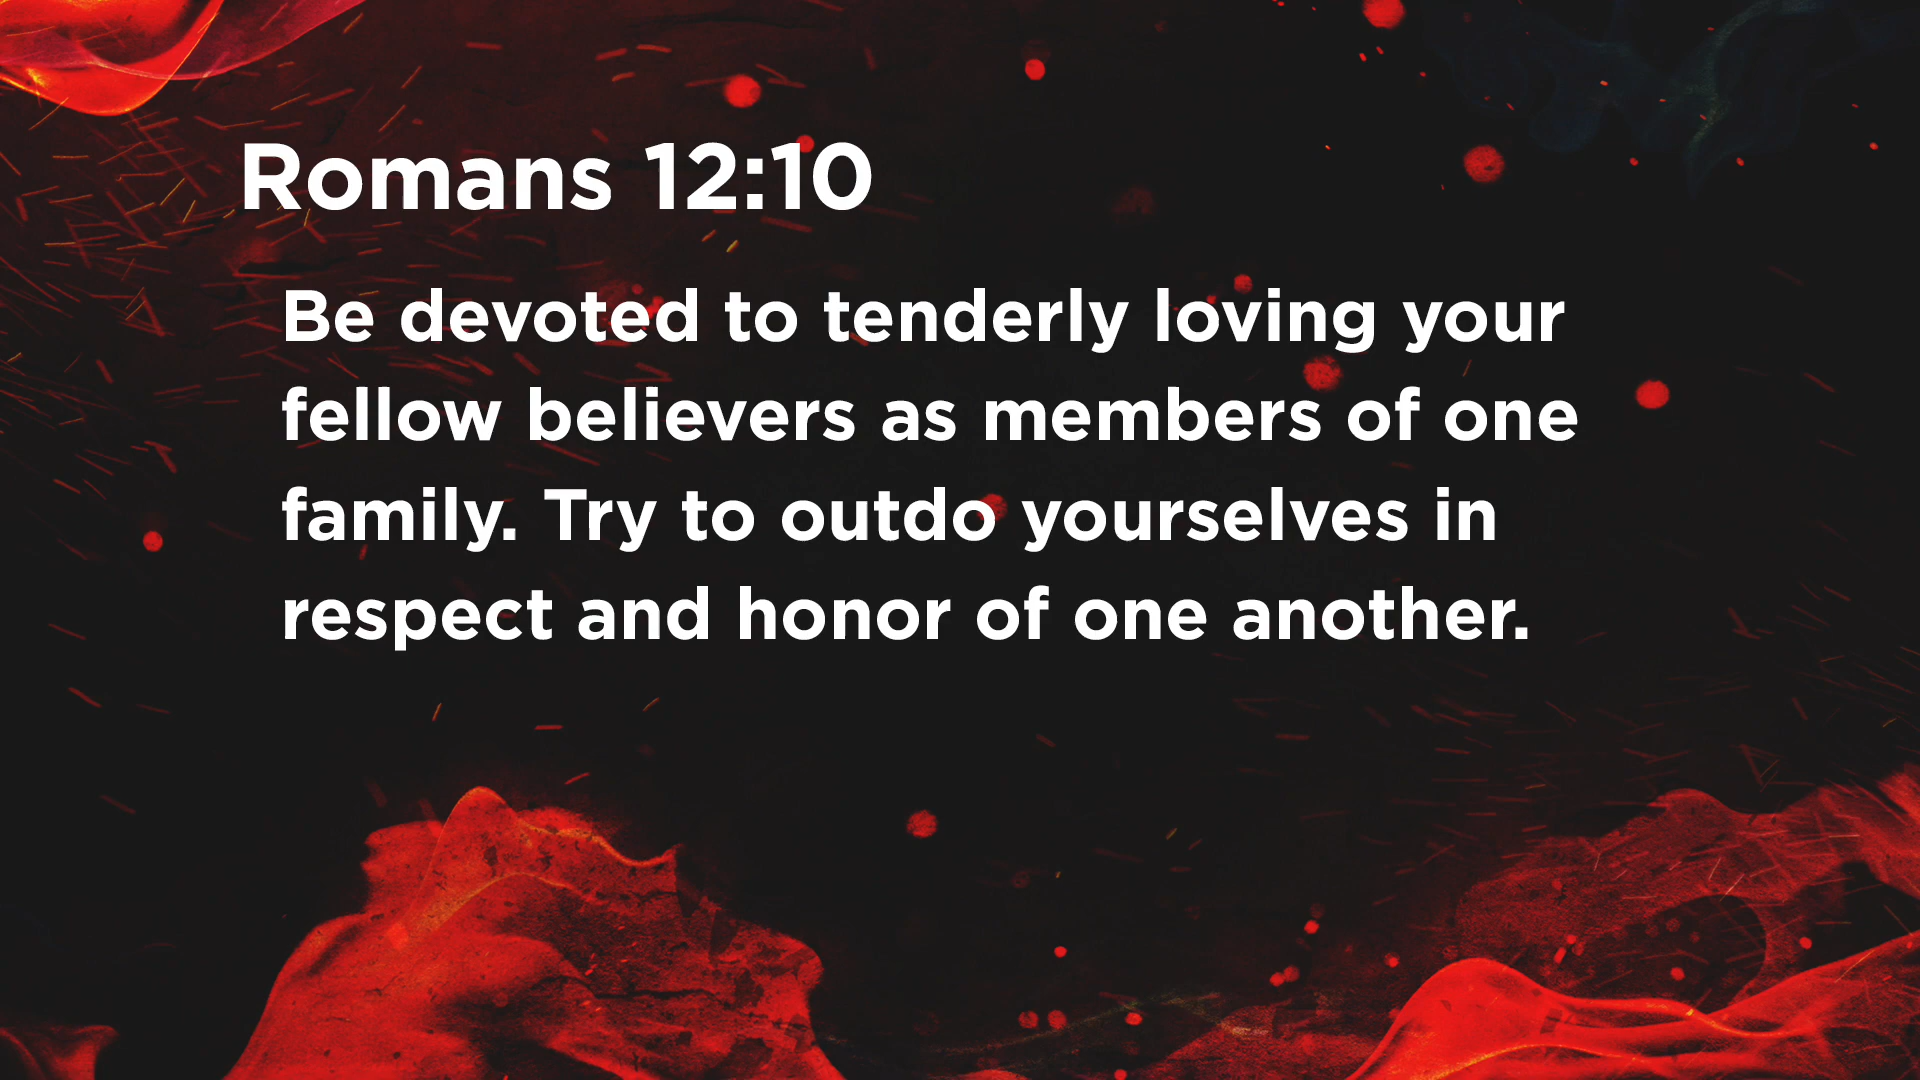 Romans 12:10
Be devoted to tenderly loving your
fellow believers as members of one
family. Try to outdo yourselves in
respect and honor of one another.